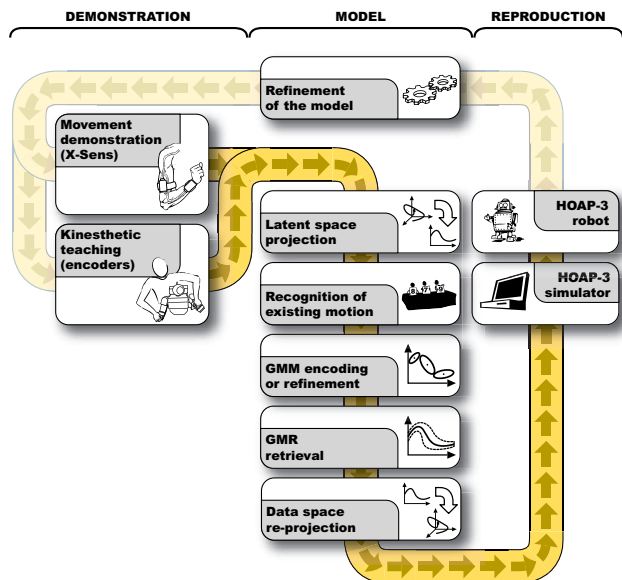 DEMONSTRATION
MODEL
REPRODUCTION
Refinement
of the model
Movement
demonstration
(X-Sens)
Kinesthetic
teaching
(encoders)
Latent space
projection
Recognition of
existing motion
GMM encoding
or refinement
GMR
retrieval
Data space
re-projection
HOAP-3
robot
HOAP-3
simulator